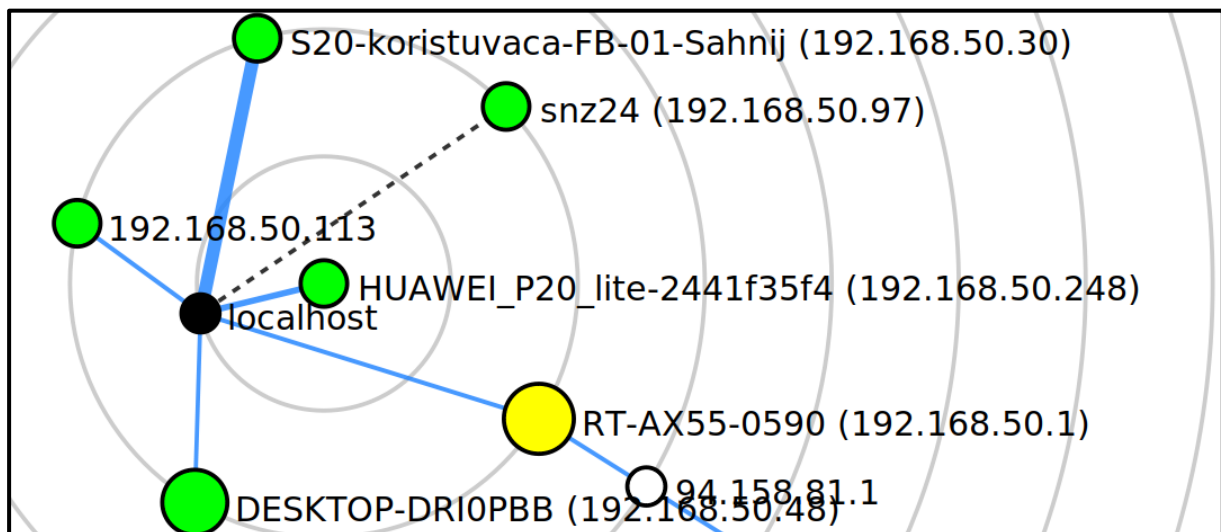 S20-koristuvaca-FB-01-Sahnij (192.168.50.30)
snz24 (192.168.50.97)
192.168.50.113
HUAWEI_P20_lite-2441f35f4 (192.168.50.248)
localhost
RT-AX55-0590 (192.168.50.1)
94.158.81.1
DESKTOP-DRI0PBB (192.168.50.48)